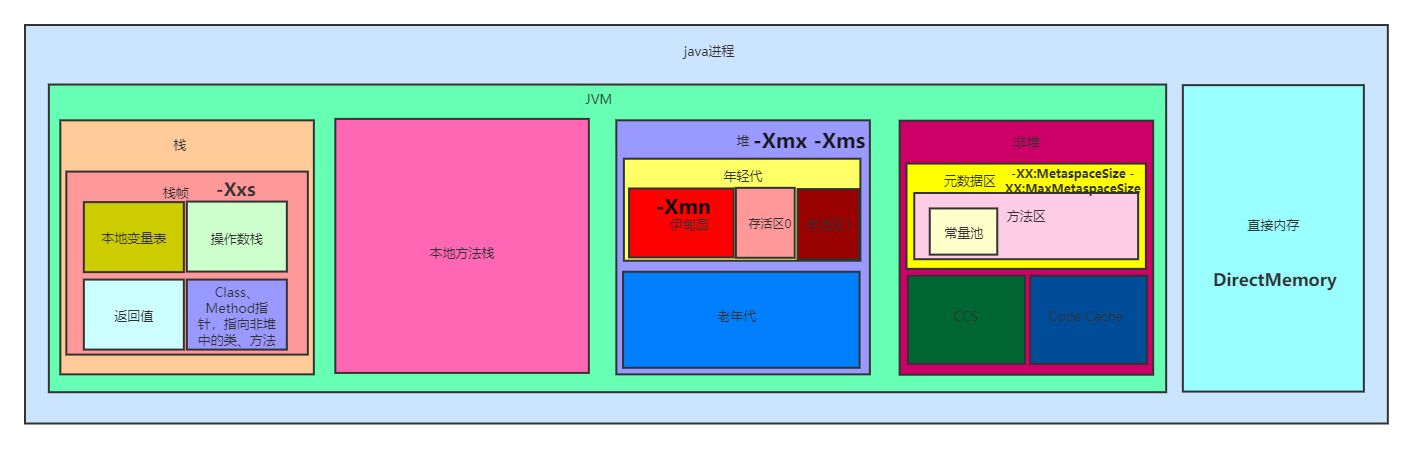 java进程
JVM
栈
栈帧 -Xxs
本地变量表
操作数栈
返回值
Class、
Method指
针，指向非堆
中的类、方法
本地方法栈
堆 -Xmx -Xms
年轻代
-Xmn
伊甸园
存活区0
存活区1
老年代
非堆
元数据区
-XX:MetaspaceSize -
XX:MaxMetaspaceSize
方法区
常量池
CCS
Code Cache
直接内存
DirectMemory